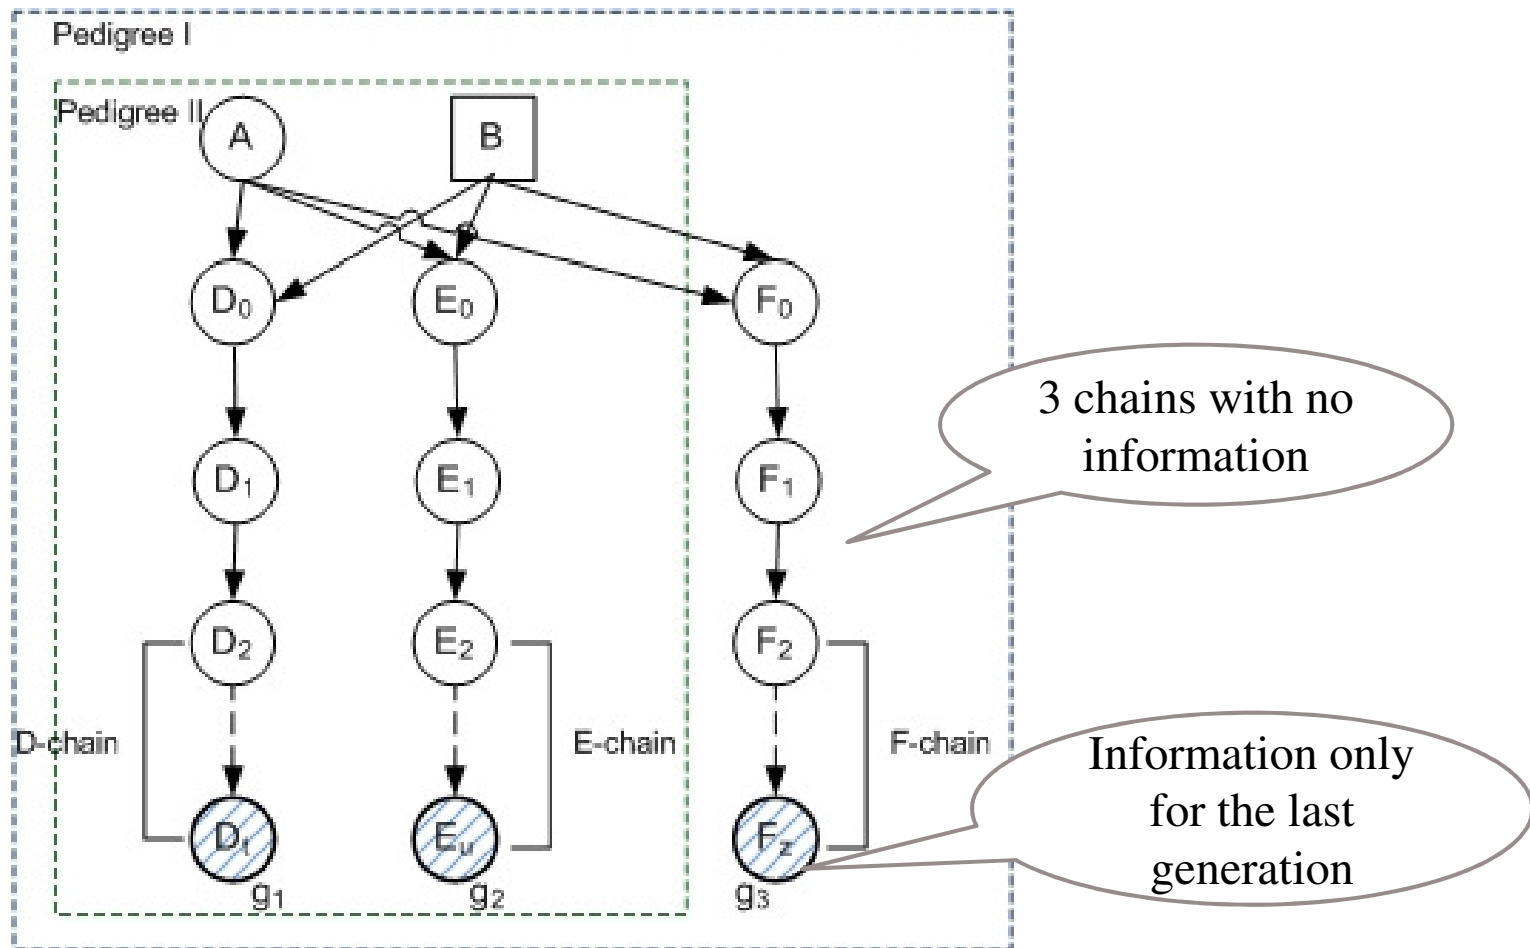 Pedigree I
Pedigree II
A
B
D₀
E₀
F₀
D₁
E₁
F₁
3 chains with no
information
D₂
E₂
F₂
D-chain
E-chain
F-chain
Information only
for the last
generation
Dₜ
Eᵤ
F_z
g₁
g₂
g₃